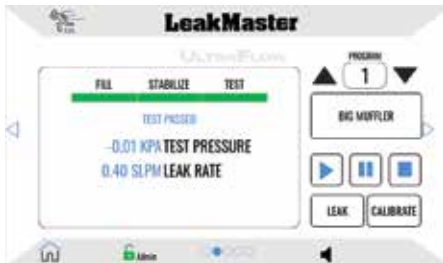 LeakMaster
ULTRAFLOW
PROGRAM
1
FILL STABILIZE TEST
TEST PASSED
BIG MUFFLER
-0.01 KPA TEST PRESSURE
0.40 SLPM LEAK RATE
LEAK CALIBRATE
Admin